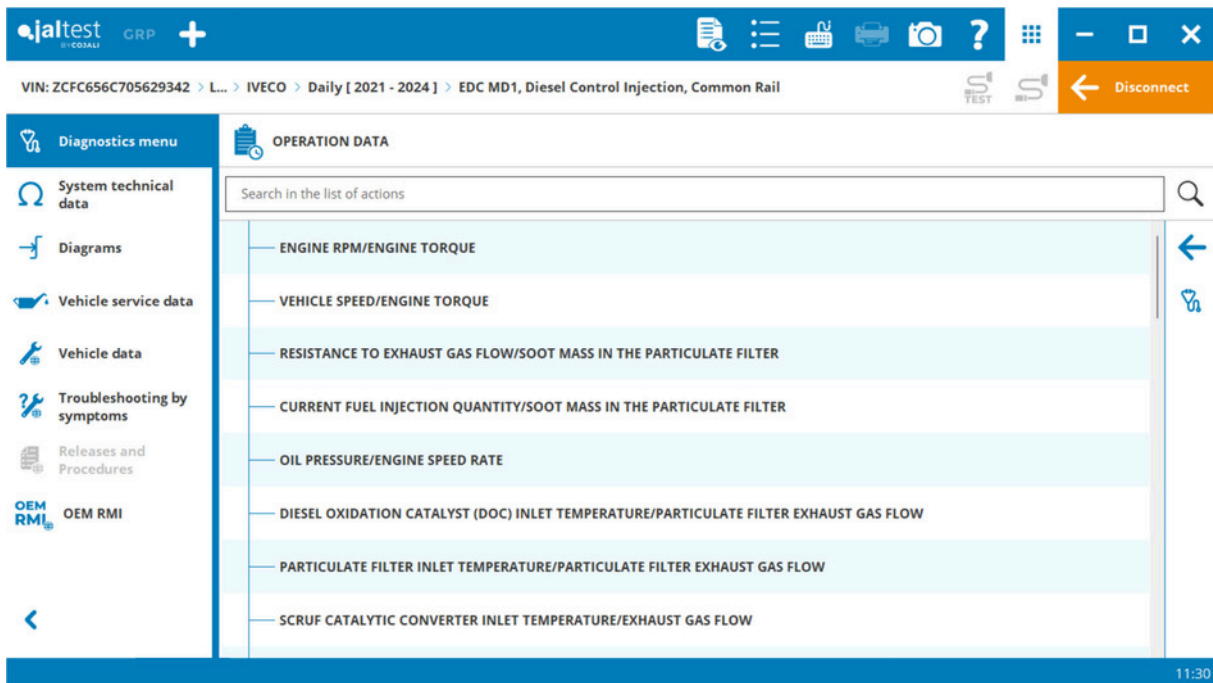 jaltest GRP
BY COJALI
VIN: ZCFC656C705629342 > L... > IVECO > Daily [ 2021 - 2024 ] > EDC MD1, Diesel Control Injection, Common Rail
TEST
Disconnect
Diagnostics menu
OPERATION DATA
System technical
data
Search in the list of actions
Diagrams
Vehicle service data
Vehicle data
Troubleshooting by
symptoms
Releases and
Procedures
OEM
RMI
OEM RMI
ENGINE RPM/ENGINE TORQUE
VEHICLE SPEED/ENGINE TORQUE
RESISTANCE TO EXHAUST GAS FLOW/SOOT MASS IN THE PARTICULATE FILTER
CURRENT FUEL INJECTION QUANTITY/SOOT MASS IN THE PARTICULATE FILTER
OIL PRESSURE/ENGINE SPEED RATE
DIESEL OXIDATION CATALYST (DOC) INLET TEMPERATURE/PARTICULATE FILTER EXHAUST GAS FLOW
PARTICULATE FILTER INLET TEMPERATURE/PARTICULATE FILTER EXHAUST GAS FLOW
SCRUF CATALYTIC CONVERTER INLET TEMPERATURE/EXHAUST GAS FLOW
11:30